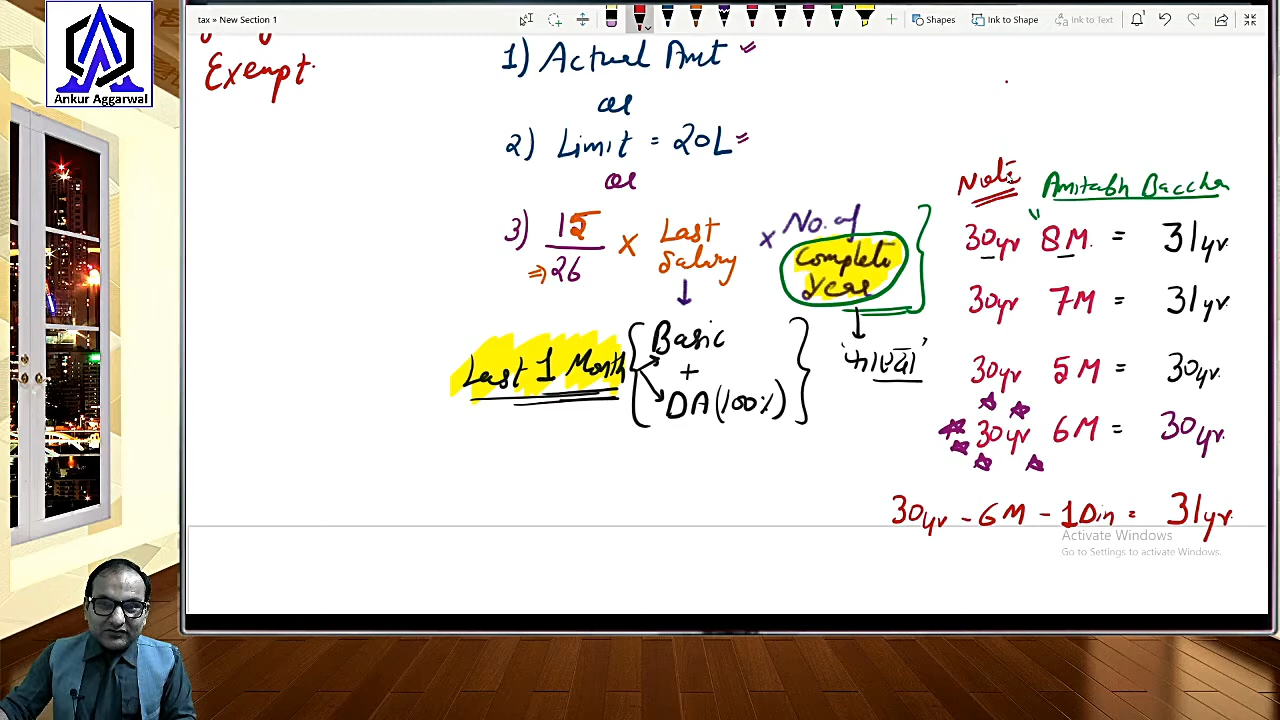 tax » New Section 1
Shapes
Ink to Shape
Ink to Text
Ankur Aggarwal
Exempt.
1) Actual Amt
or
2) Limit = 20L
or
3) 15/26 × Last Salary × No. of Complete Year
Last 1 Month
Basic
+
DA (100%)
Note
Amitabh Bacchan
30yr 8M. = 31yr.
30yr 7M = 31yr.
30yr 5M = 30yr.
30yr 6M = 30yr.
30yr - 6M - 1Din = 31yr.
Activate Windows
Go to Settings to activate Windows.